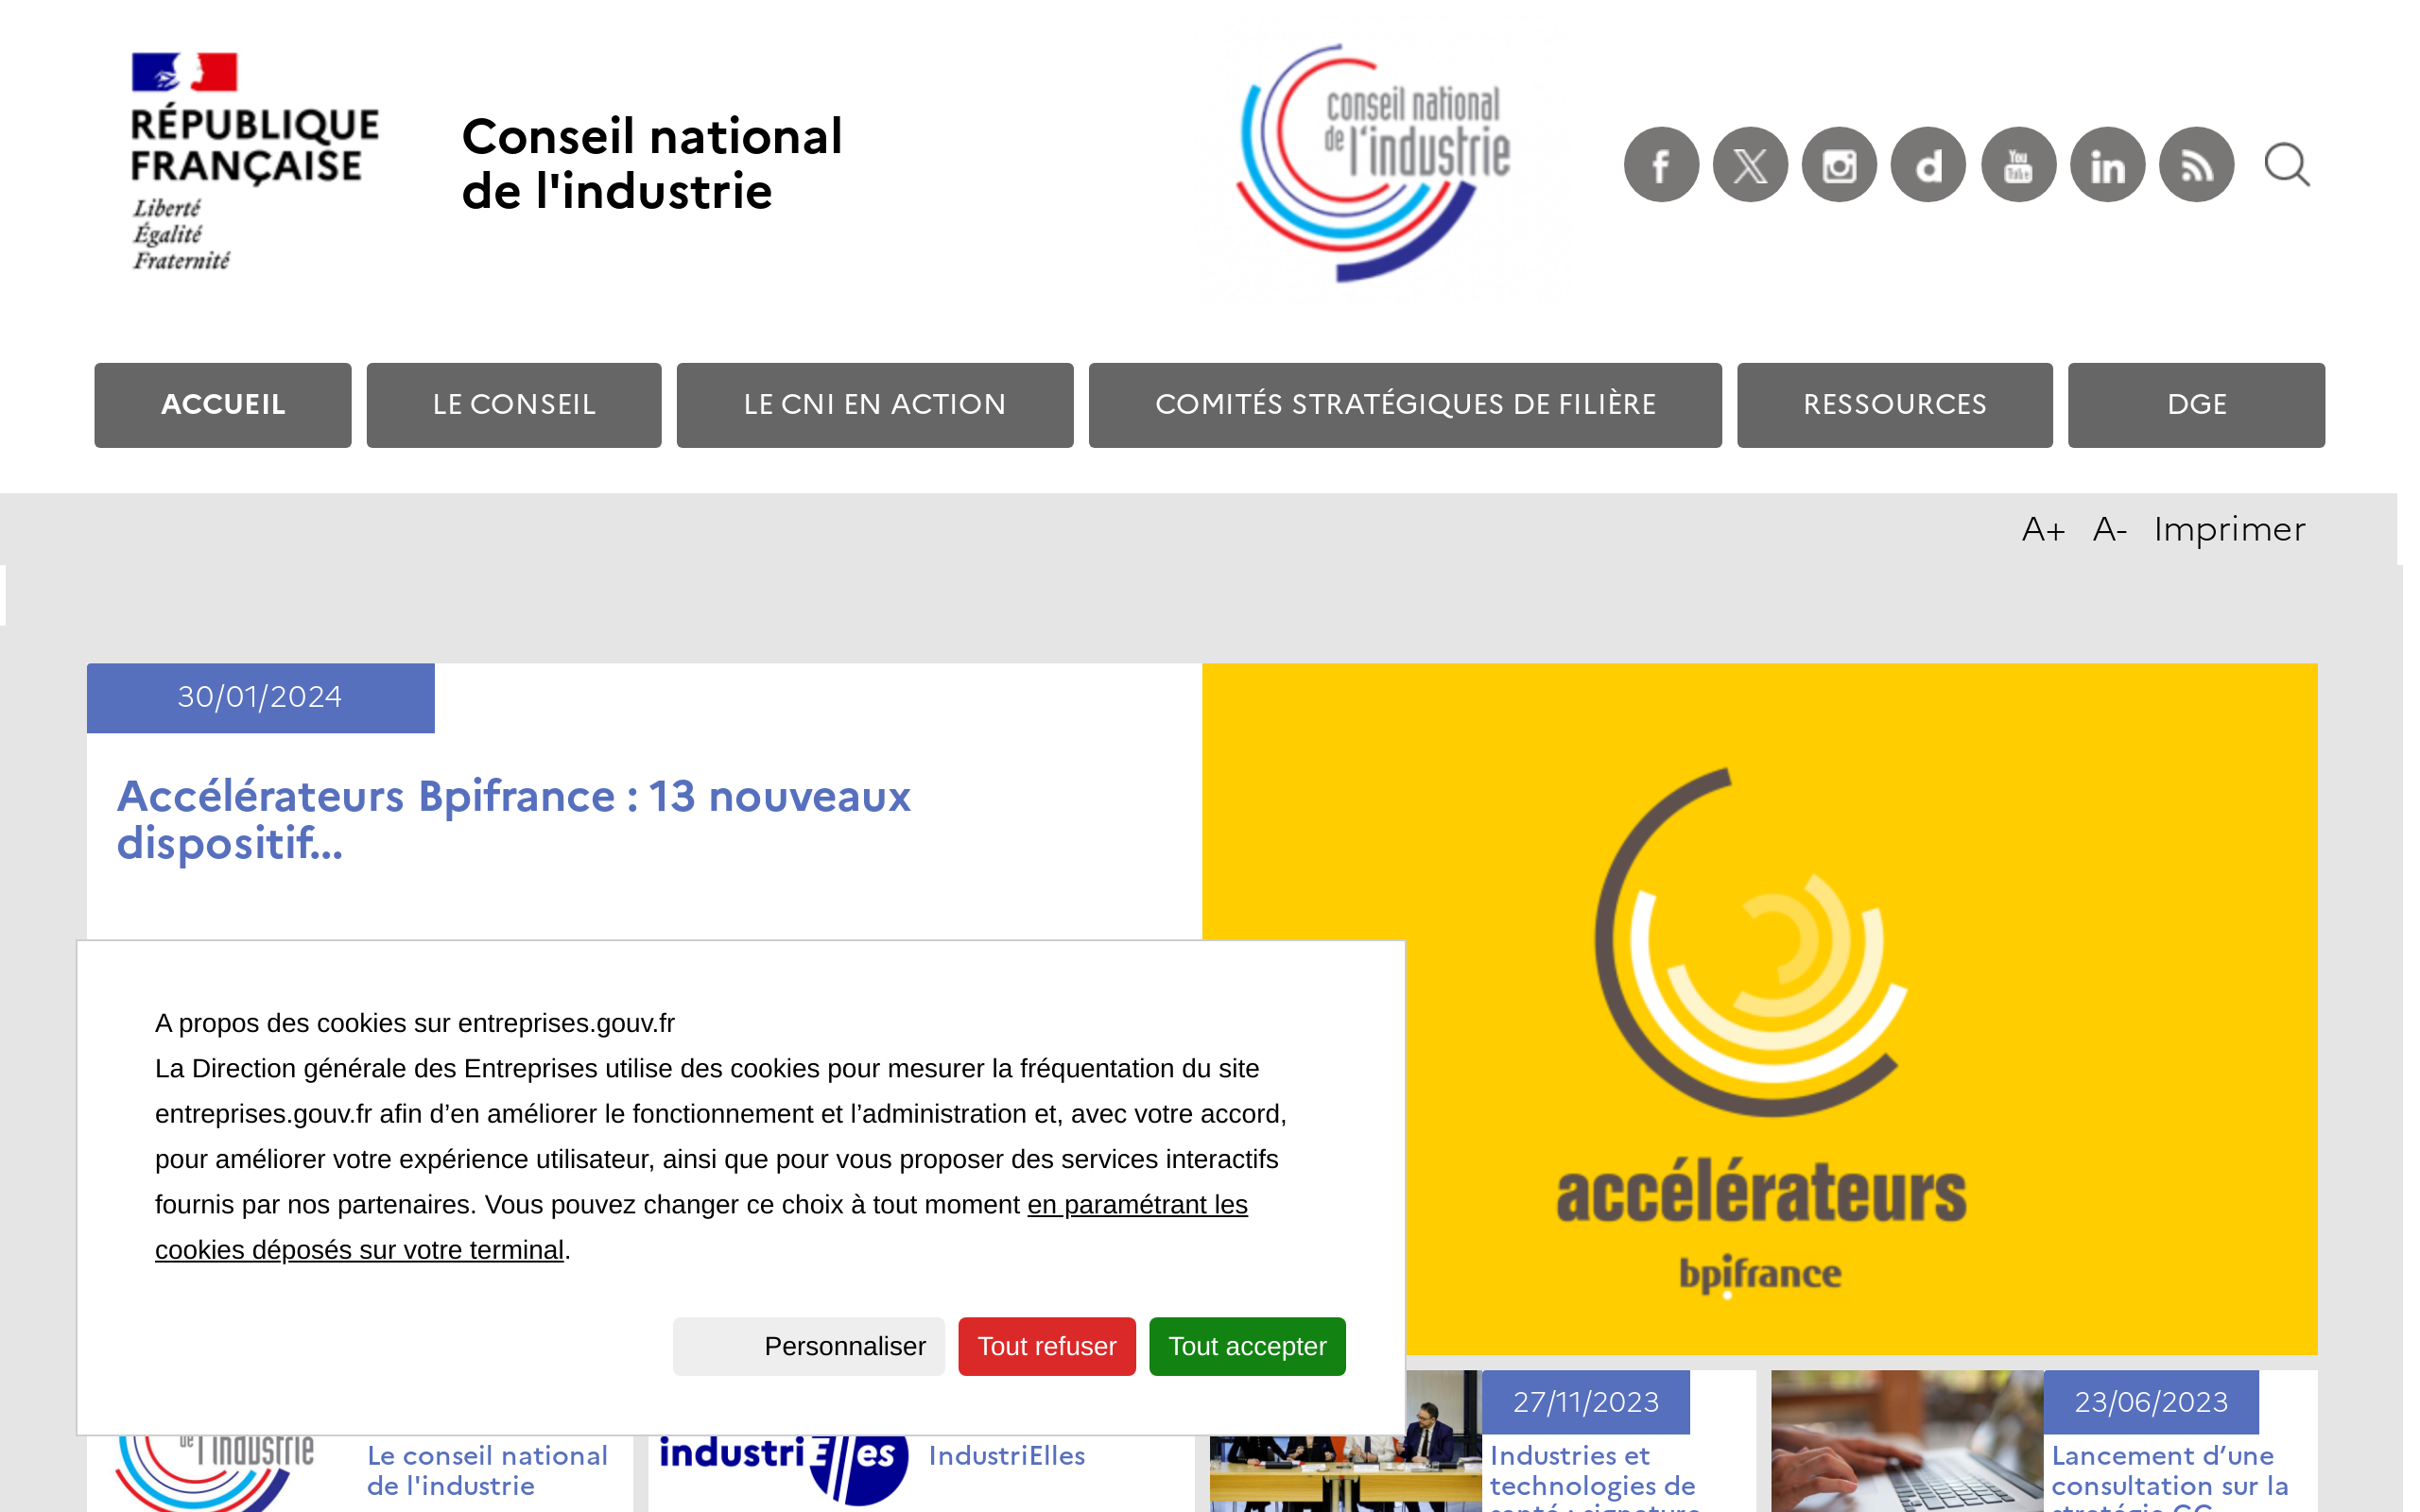 RÉPUBLIQUE
FRANÇAISE
Liberté
Égalité
Fraternité
Conseil national
de l'industrie
conseil national
de l'industrie
ACCUEIL
LE CONSEIL
LE CNI EN ACTION
COMITÉS STRATÉGIQUES DE FILIÈRE
RESSOURCES
DGE
A+ A- Imprimer
30/01/2024
Accélérateurs Bpifrance : 13 nouveaux
dispositif...
accélérateurs
bpifrance
A propos des cookies sur entreprises.gouv.fr
La Direction générale des Entreprises utilise des cookies pour mesurer la fréquentation du site
entreprises.gouv.fr afin d’en améliorer le fonctionnement et l’administration et, avec votre accord,
pour améliorer votre expérience utilisateur, ainsi que pour vous proposer des services interactifs
fournis par nos partenaires. Vous pouvez changer ce choix à tout moment en paramétrant les
cookies déposés sur votre terminal.
Personnaliser
Tout refuser
Tout accepter
de l'industrie
Le conseil national
de l'industrie
industriElles
IndustriElles
27/11/2023
Industries et
technologies de
santé : signature
23/06/2023
Lancement d’une
consultation sur la
stratégie CC